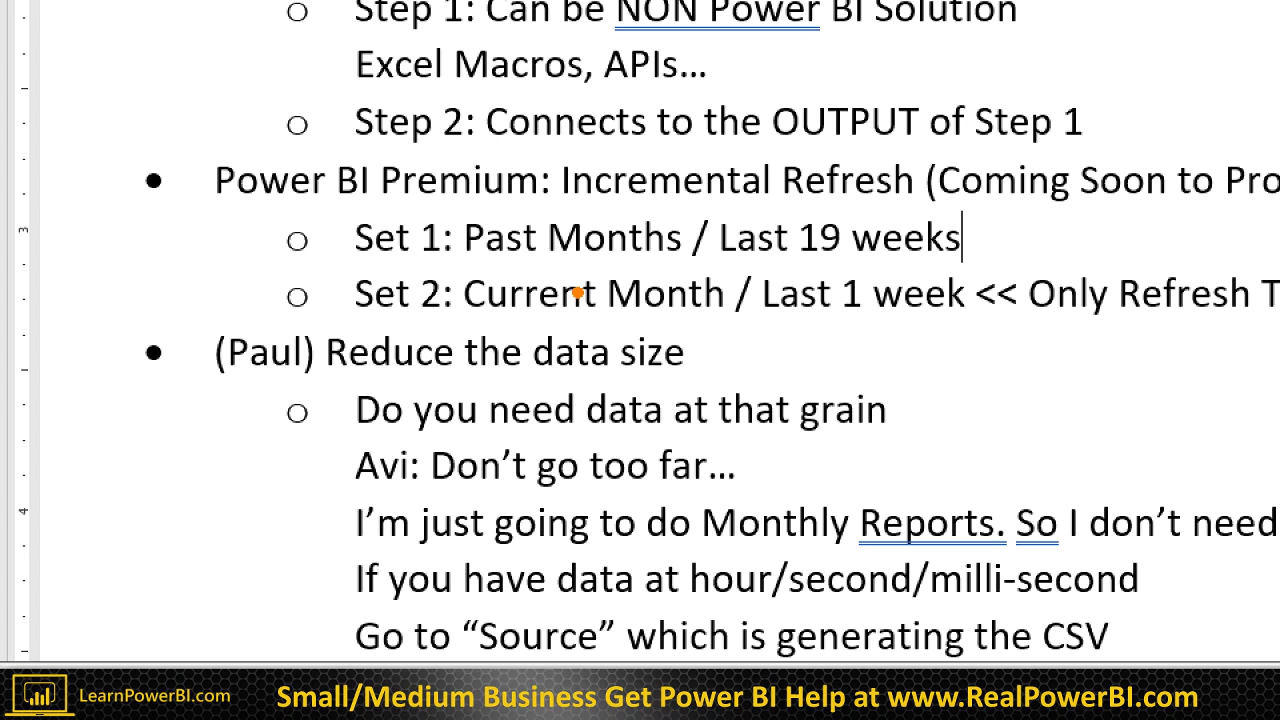 o Step 1: Can be NON Power BI Solution
Excel Macros, APIs…
o Step 2: Connects to the OUTPUT of Step 1
• Power BI Premium: Incremental Refresh (Coming Soon to Pro
o Set 1: Past Months / Last 19 weeks
o Set 2: Current Month / Last 1 week << Only Refresh T
• (Paul) Reduce the data size
o Do you need data at that grain
Avi: Don’t go too far…
I’m just going to do Monthly Reports. So I don’t need
If you have data at hour/second/milli-second
Go to “Source” which is generating the CSV
3
4
LearnPowerBI.com
Small/Medium Business Get Power BI Help at www.RealPowerBI.com